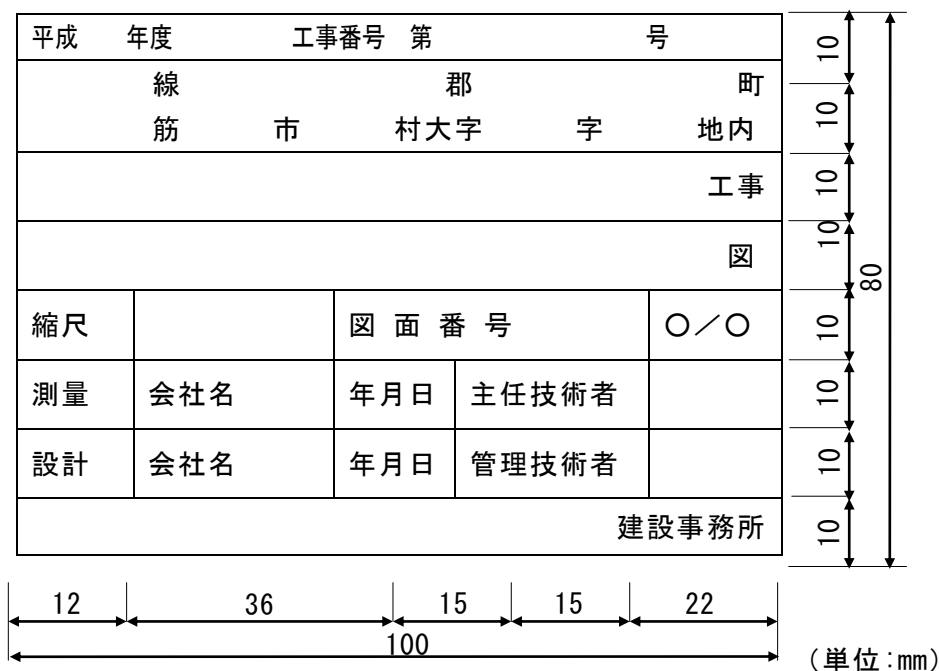 平成 年度 工事番号 第 号
線 郡 町
筋 市 村大字 字 地内
工事
図
縮尺 図面番号 ○／○
測量 会社名 年月日 主任技術者
設計 会社名 年月日 管理技術者
建設事務所
10
10
10
10
10
10
10
10
80
12 36 15 15 22
100
(単位:mm)